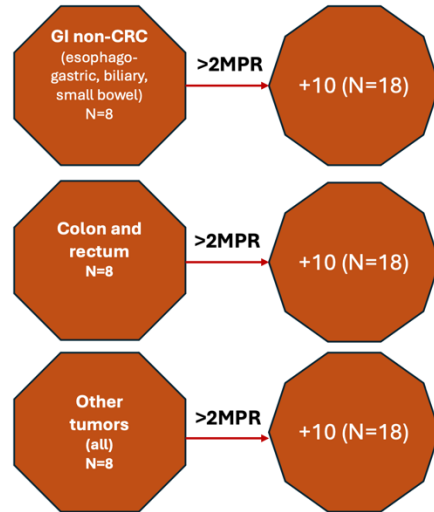 GI non-CRC
(esophago-
gastric, biliary,
small bowel)
N=8
>2MPR
+10 (N=18)
Colon and
rectum
N=8
>2MPR
+10 (N=18)
Other
tumors
(all)
N=8
>2MPR
+10 (N=18)